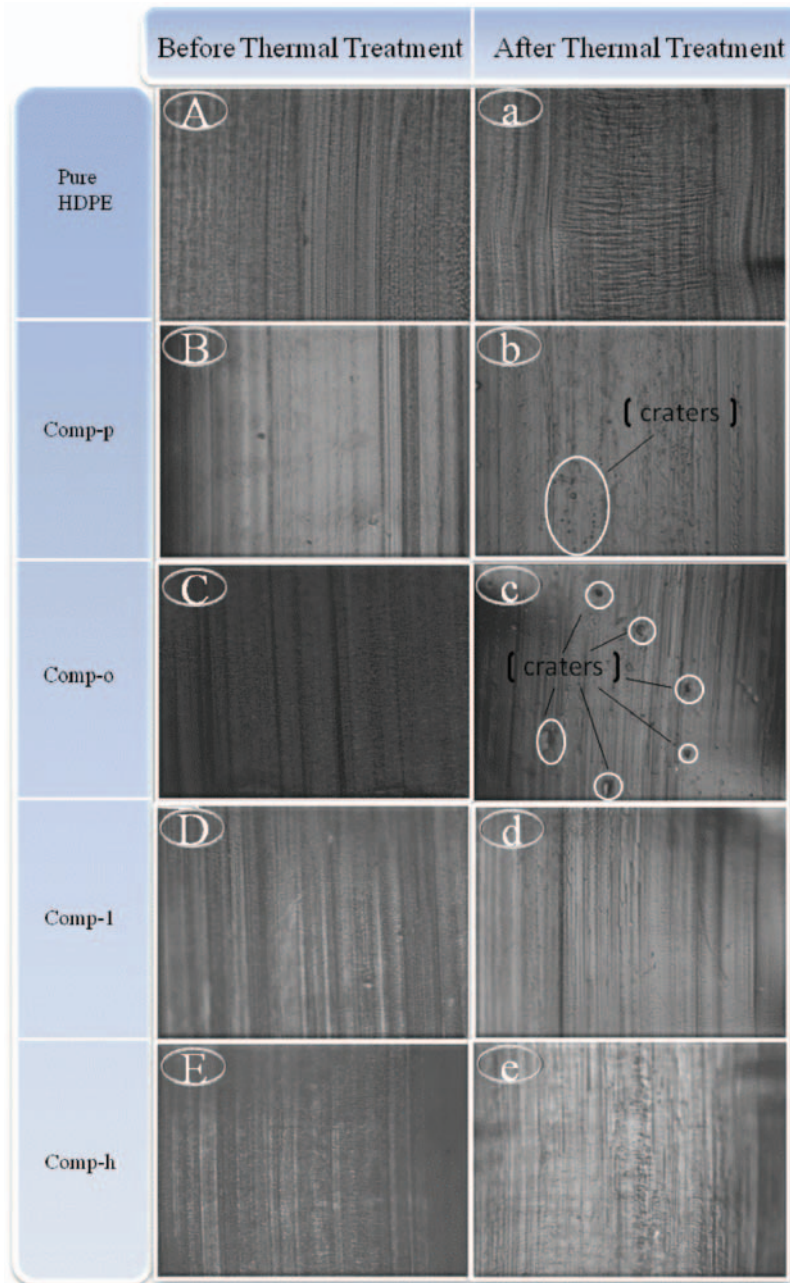 Before Thermal Treatment After Thermal Treatment
Pure
HDPE
A
a
Comp-p
B
b
[ craters ]
Comp-o
C
c
[ craters ]
Comp-1
D
d
Comp-h
E
e